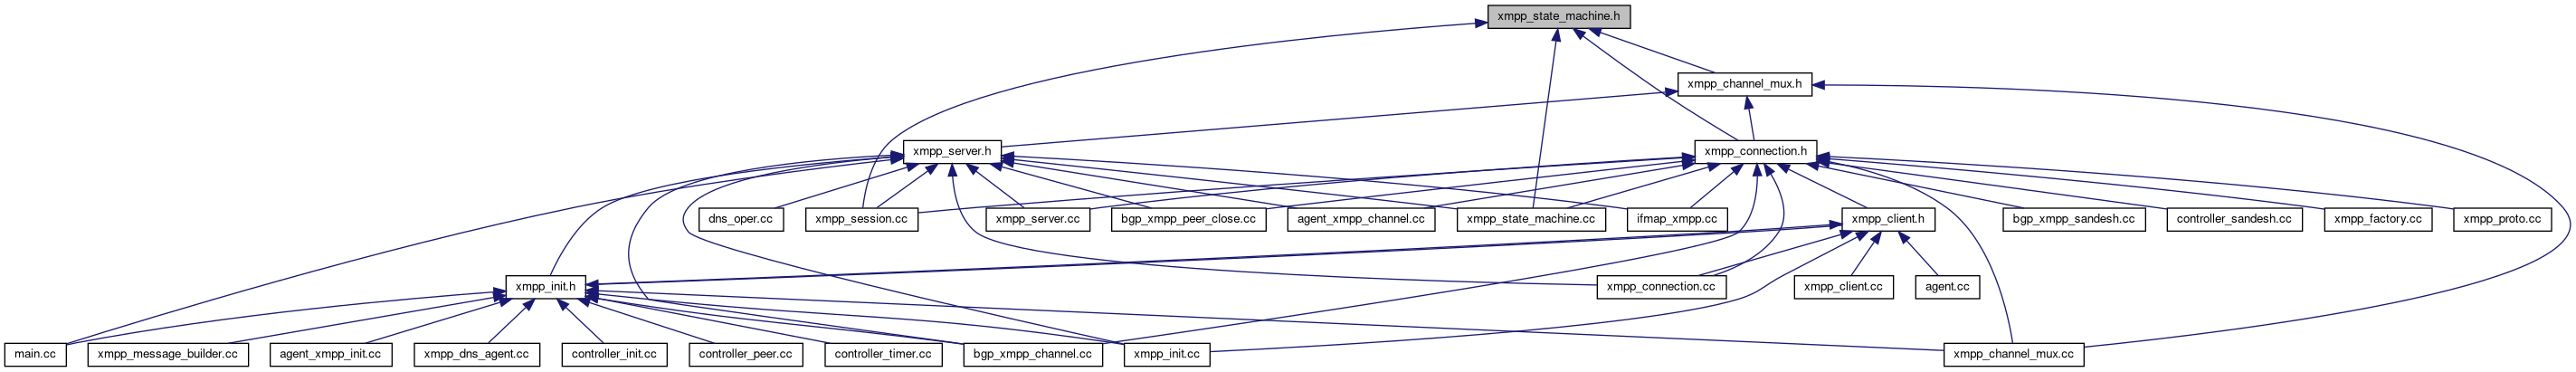 xmpp_state_machine.h
xmpp_channel_mux.h
xmpp_server.h
xmpp_connection.h
dns_oper.cc
xmpp_session.cc
xmpp_server.cc
bgp_xmpp_peer_close.cc
agent_xmpp_channel.cc
xmpp_state_machine.cc
ifmap_xmpp.cc
xmpp_client.h
bgp_xmpp_sandesh.cc
controller_sandesh.cc
xmpp_factory.cc
xmpp_proto.cc
xmpp_init.h
xmpp_connection.cc
xmpp_client.cc
agent.cc
main.cc
xmpp_message_builder.cc
agent_xmpp_init.cc
xmpp_dns_agent.cc
controller_init.cc
controller_peer.cc
controller_timer.cc
bgp_xmpp_channel.cc
xmpp_init.cc
xmpp_channel_mux.cc